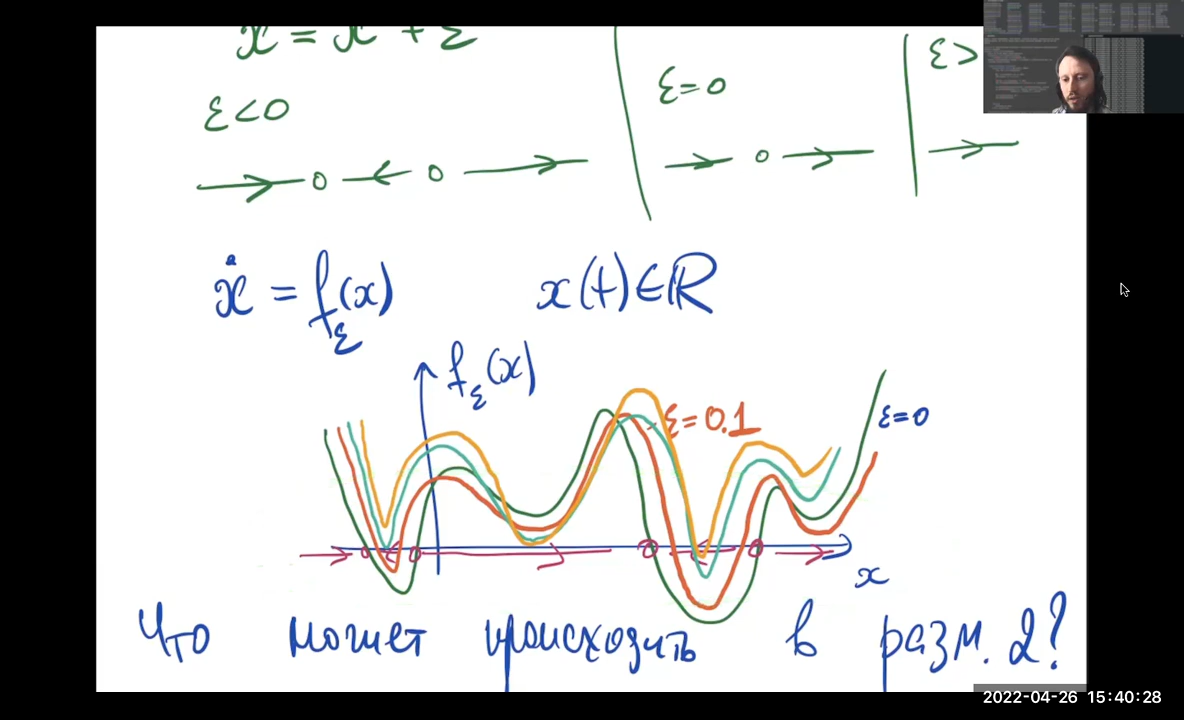 ẋ = x + ε
ε<0
ε=0
ε>
ẋ = f_ε(x)
x(t)∈ℝ
f_ε(x)
ε=0.1
ε=0
x
Что может происходить в разм. 2?
2022-04-26 15:40:28